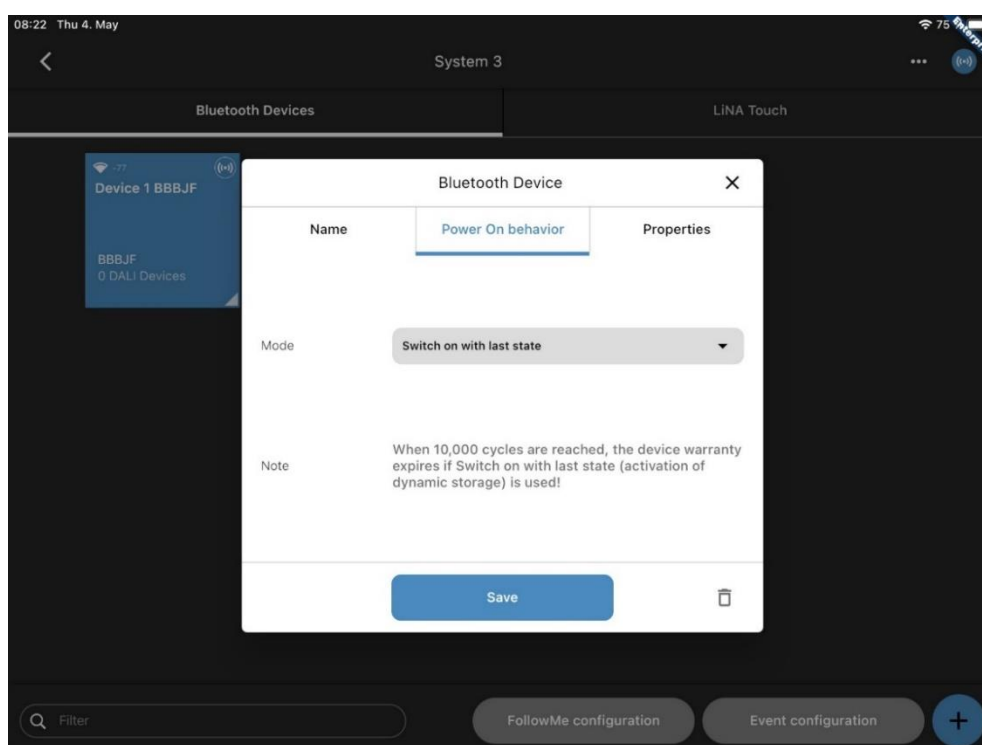 08:22 Thu 4. May
75
Enterpr
System 3
Bluetooth Devices
LiNA Touch
-77
Device 1 BBBJF
BBBJF
0 DALI Devices
Bluetooth Device
Name
Power On behavior
Properties
Mode
Switch on with last state
Note
When 10,000 cycles are reached, the device warranty
expires if Switch on with last state (activation of
dynamic storage) is used!
Save
Filter
FollowMe configuration
Event configuration